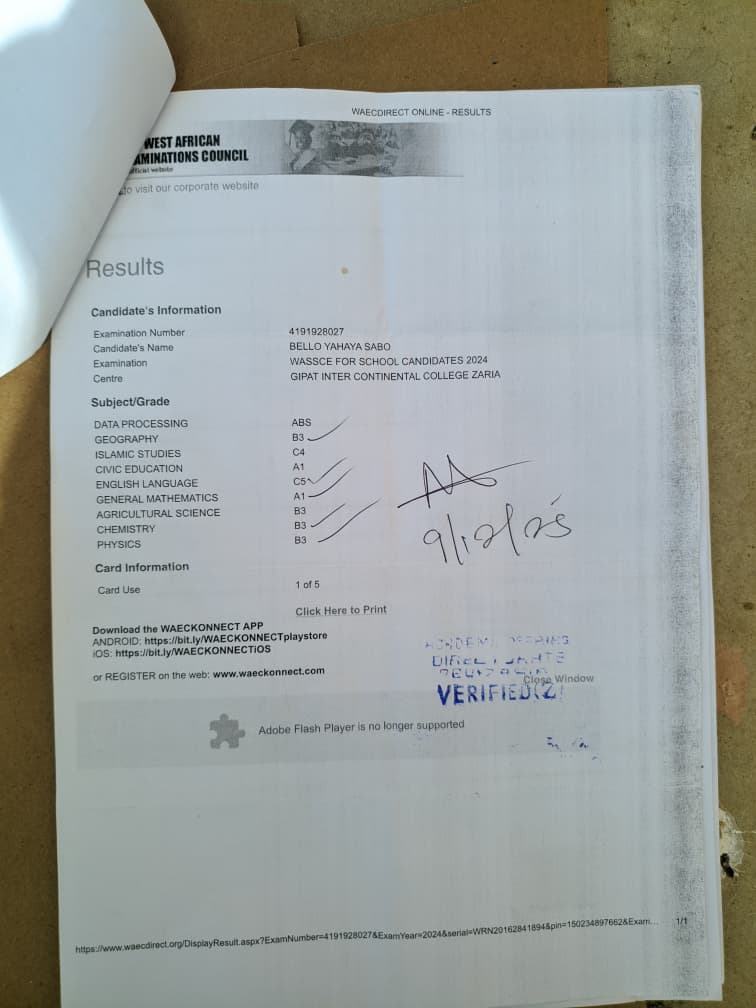 WAECDIRECT ONLINE - RESULTS
WEST AFRICAN
AMINATIONS COUNCIL
official website
to visit our corporate website
Results
Candidate's Information
Examination Number 4191928027
Candidate's Name BELLO YAHAYA SABO
Examination WASSCE FOR SCHOOL CANDIDATES 2024
Centre GIPAT INTER CONTINENTAL COLLEGE ZARIA
Subject/Grade
DATA PROCESSING ABS
GEOGRAPHY B3
ISLAMIC STUDIES C4
CIVIC EDUCATION A1
ENGLISH LANGUAGE C5
GENERAL MATHEMATICS A1
AGRICULTURAL SCIENCE B3
CHEMISTRY B3
PHYSICS B3
9/12/25
Card Information
Card Use 1 of 5
Click Here to Print
Download the WAECKONNECT APP
ANDROID: https://bit.ly/WAECKONNECTplaystore
iOS: https://bit.ly/WAECKONNECTiOS
or REGISTER on the web: www.waeckonnect.com
Close Window
VERIFIED(2)
Adobe Flash Player is no longer supported
https://www.waecdirect.org/DisplayResult.aspx?ExamNumber=4191928027&ExamYear=2024&serial=WRN20162841894&pin=150234897662&Exam... 1/1